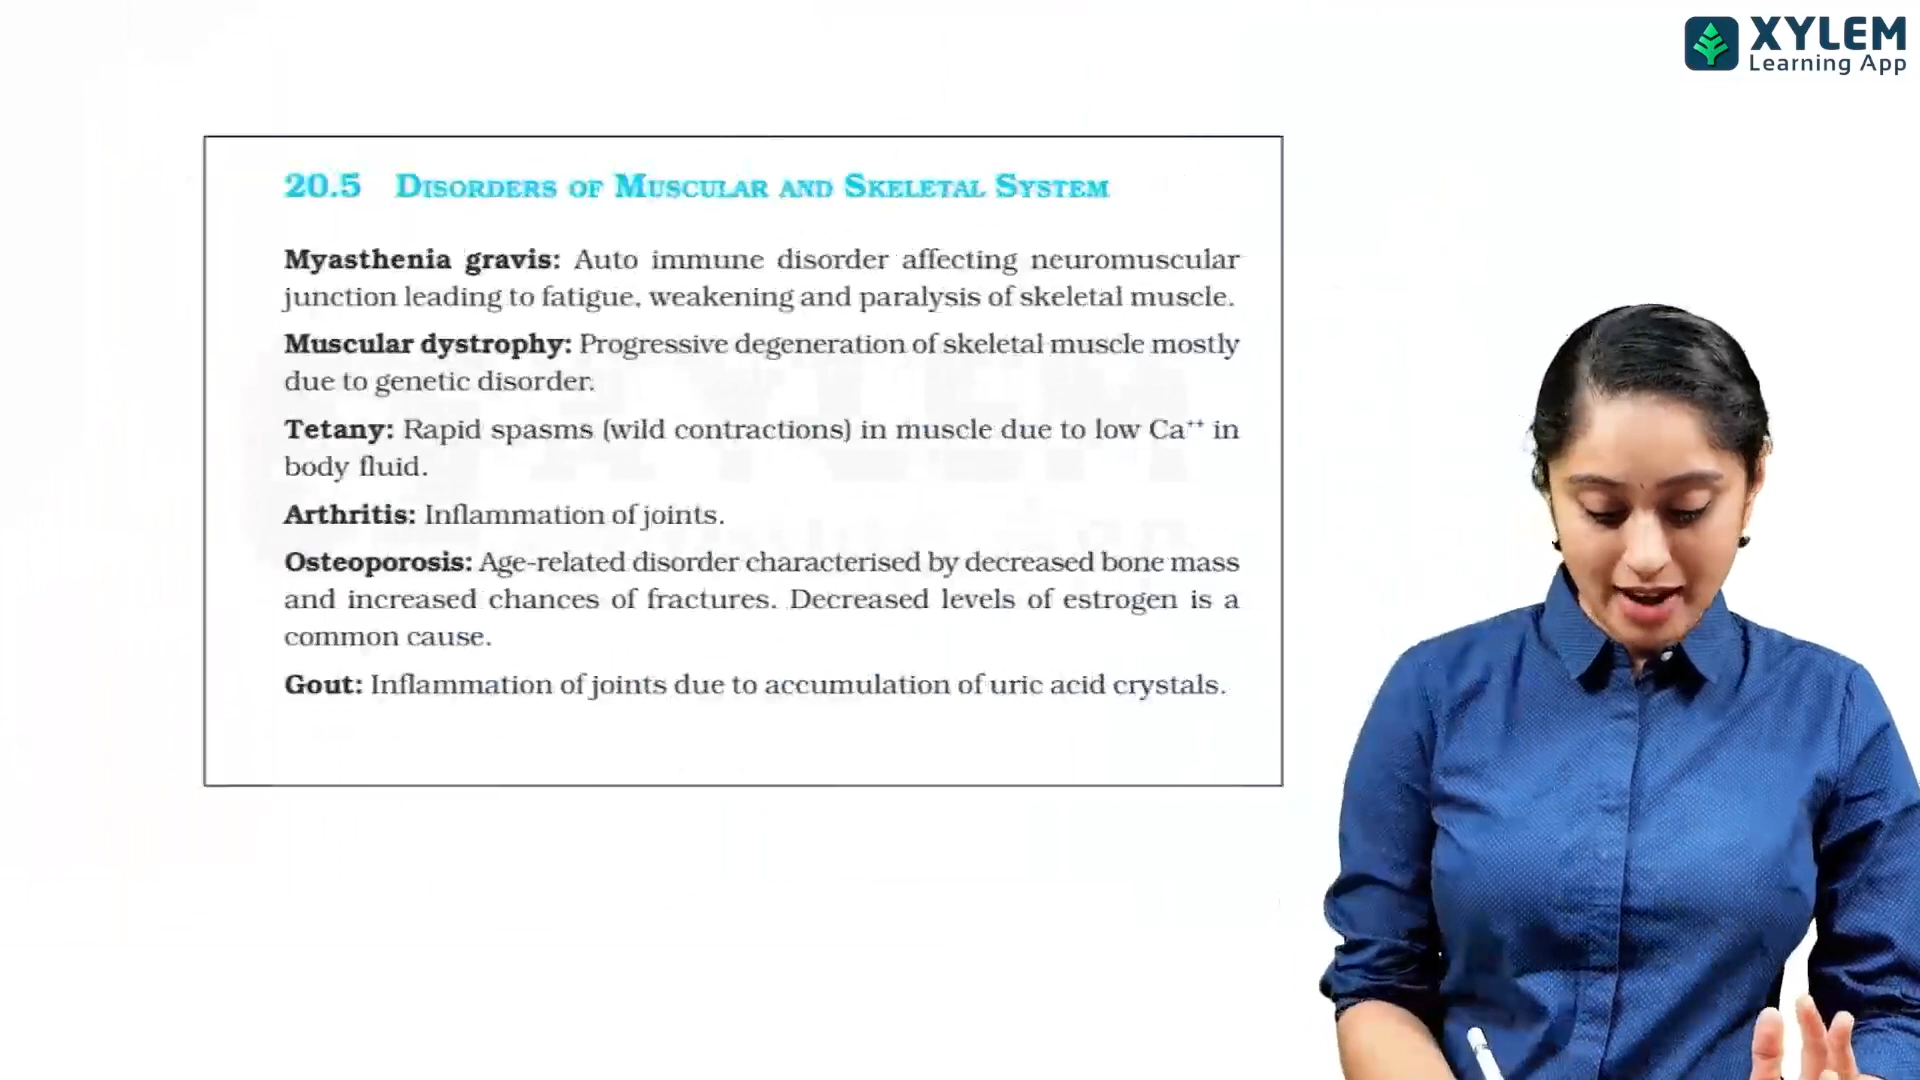 XYLEM
Learning App
20.5 Disorders of Muscular and Skeletal System
Myasthenia gravis: Auto immune disorder affecting neuromuscular
junction leading to fatigue, weakening and paralysis of skeletal muscle.
Muscular dystrophy: Progressive degeneration of skeletal muscle mostly
due to genetic disorder.
Tetany: Rapid spasms (wild contractions) in muscle due to low Ca⁺⁺ in
body fluid.
Arthritis: Inflammation of joints.
Osteoporosis: Age-related disorder characterised by decreased bone mass
and increased chances of fractures. Decreased levels of estrogen is a
common cause.
Gout: Inflammation of joints due to accumulation of uric acid crystals.